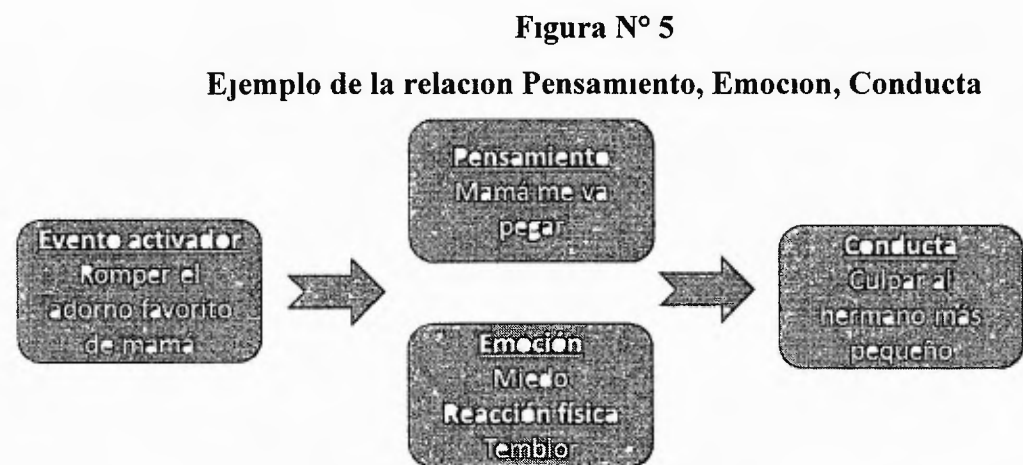 Figura N° 5
Ejemplo de la relacion Pensamiento, Emocion, Conducta
Evento activador
Romper el
adorno favorito
de mamá
Pensamiento
Mamá me va
pegar
Emoción
Miedo
Reacción física
Temblor
Conducta
Culpar al
hermano más
pequeño